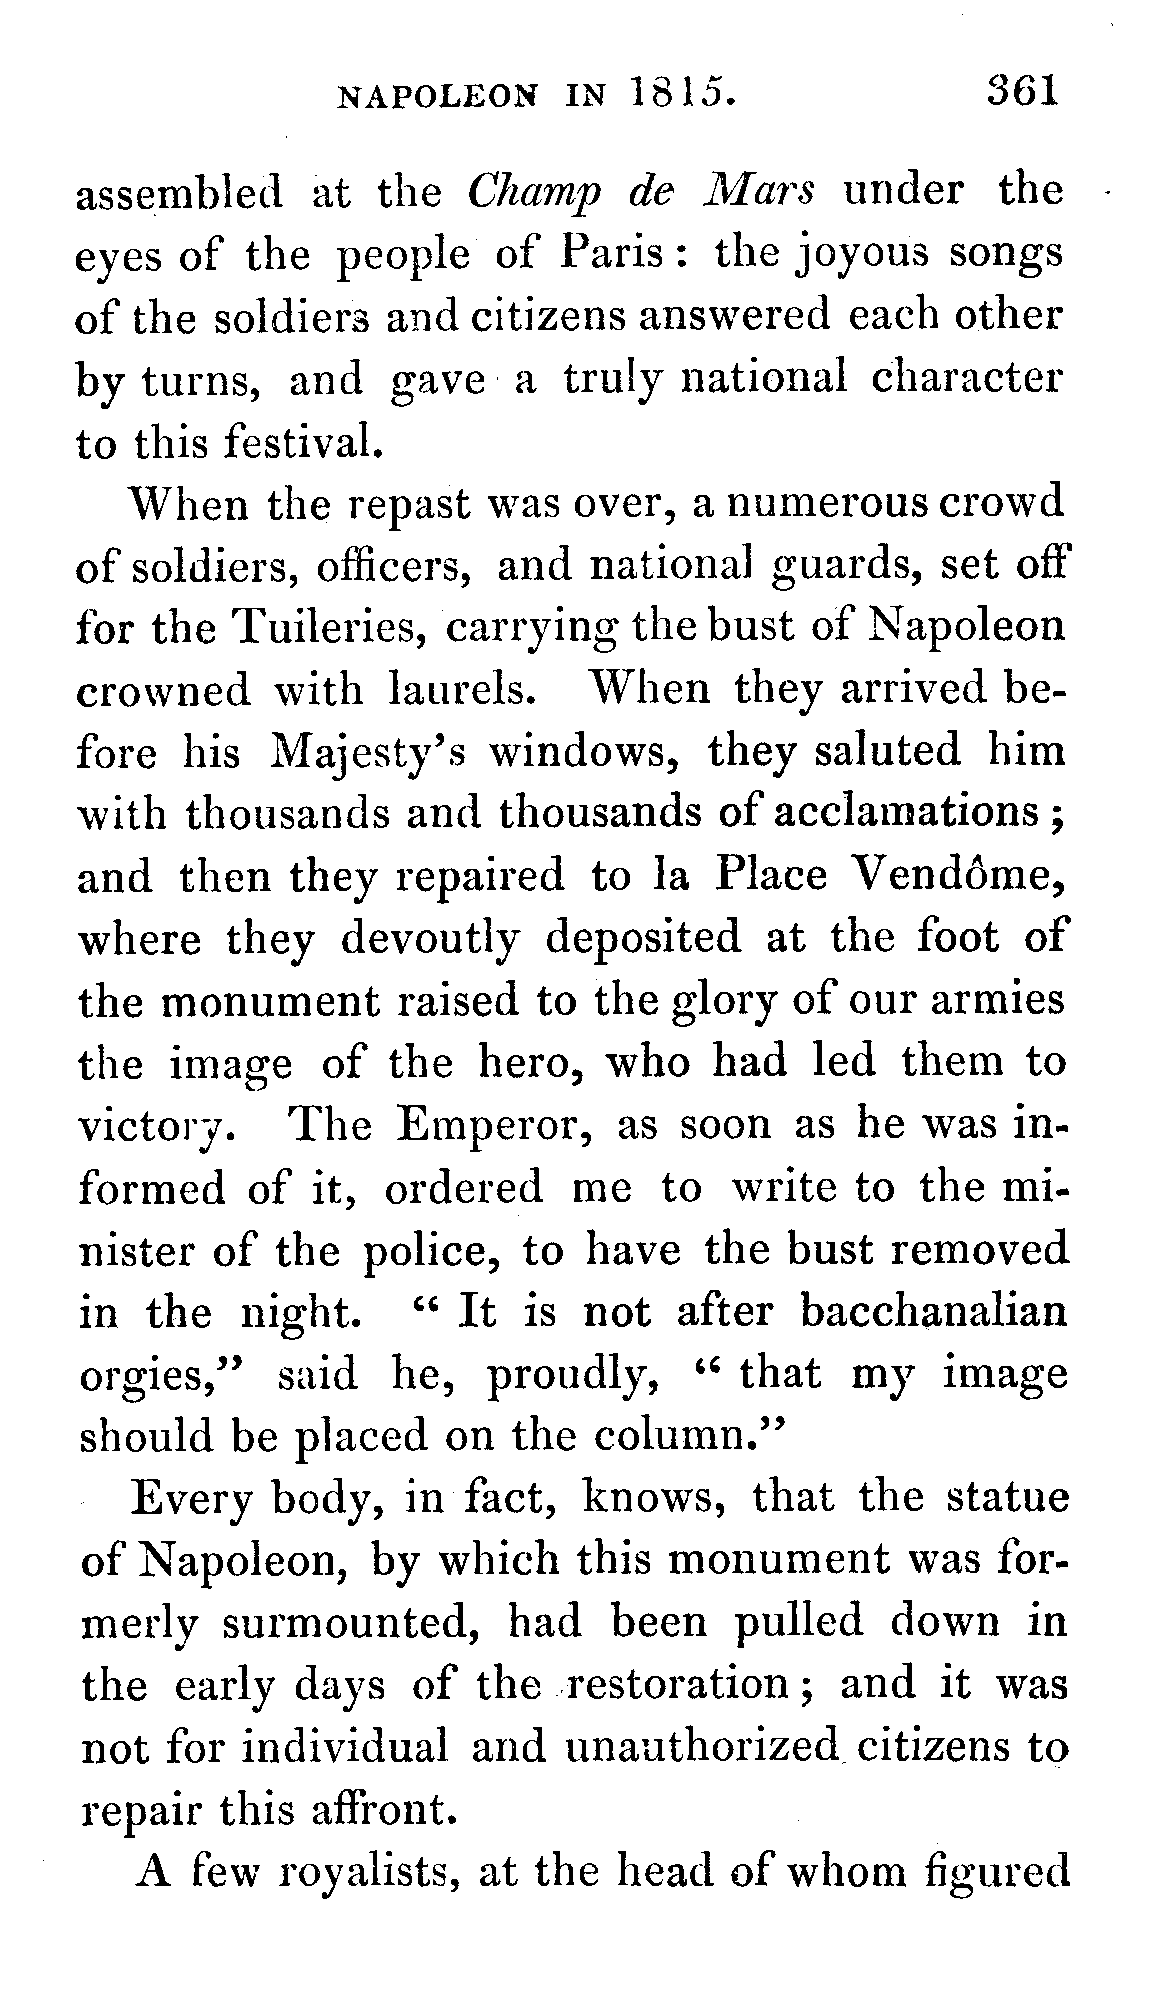 NAPOLEON IN 1815. 361
assembled at the Champ de Mars under the
eyes of the people of Paris : the joyous songs
of the soldiers and citizens answered each other
by turns, and gave a truly national character
to this festival.
When the repast was over, a numerous crowd
of soldiers, officers, and national guards, set off
for the Tuileries, carrying the bust of Napoleon
crowned with laurels. When they arrived be-
fore his Majesty's windows, they saluted him
with thousands and thousands of acclamations ;
and then they repaired to la Place Vendôme,
where they devoutly deposited at the foot of
the monument raised to the glory of our armies
the image of the hero, who had led them to
victory. The Emperor, as soon as he was in-
formed of it, ordered me to write to the mi-
nister of the police, to have the bust removed
in the night. “ It is not after bacchanalian
orgies,” said he, proudly, “ that my image
should be placed on the column.”
Every body, in fact, knows, that the statue
of Napoleon, by which this monument was for-
merly surmounted, had been pulled down in
the early days of the restoration ; and it was
not for individual and unauthorized citizens to
repair this affront.
A few royalists, at the head of whom figured